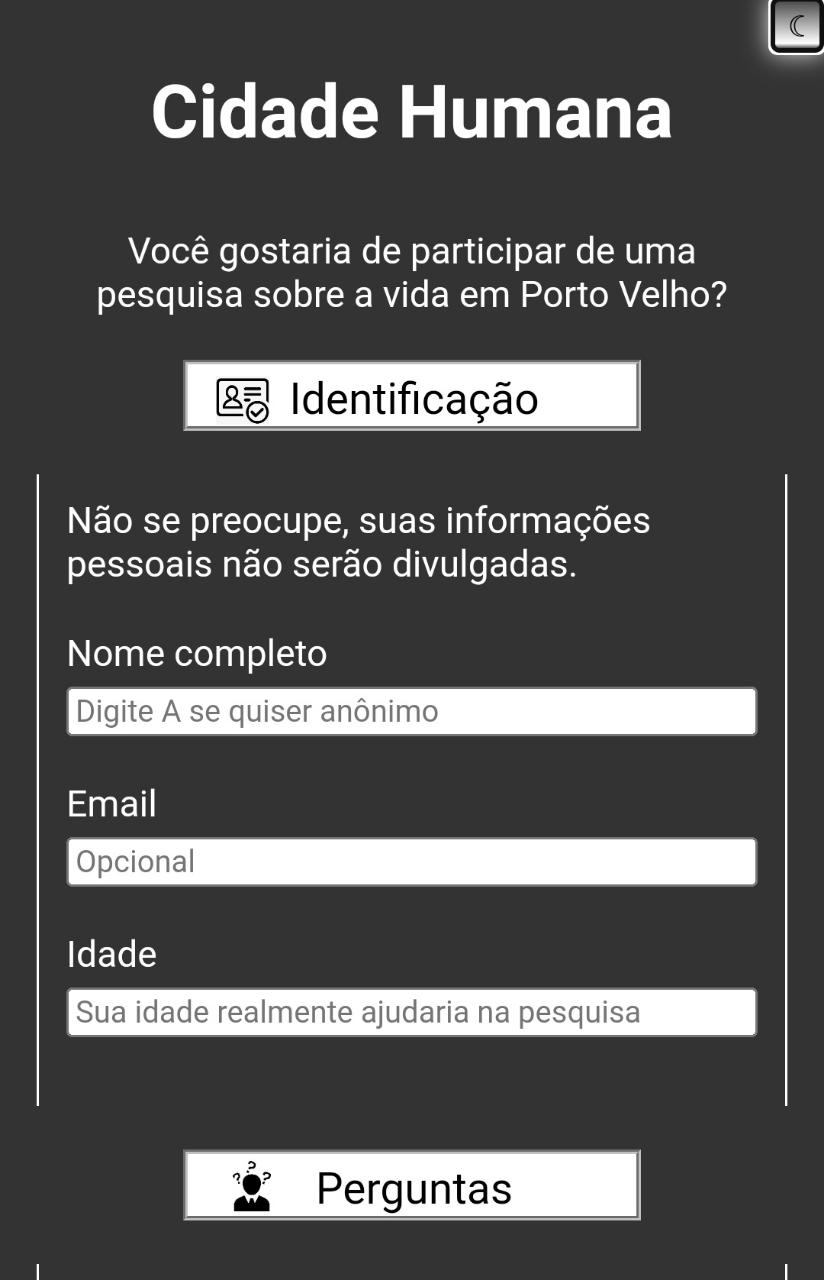 Cidade Humana
Você gostaria de participar de uma
pesquisa sobre a vida em Porto Velho?
Identificação
Não se preocupe, suas informações
pessoais não serão divulgadas.
Nome completo
Digite A se quiser anônimo
Email
Opcional
Idade
Sua idade realmente ajudaria na pesquisa
Perguntas